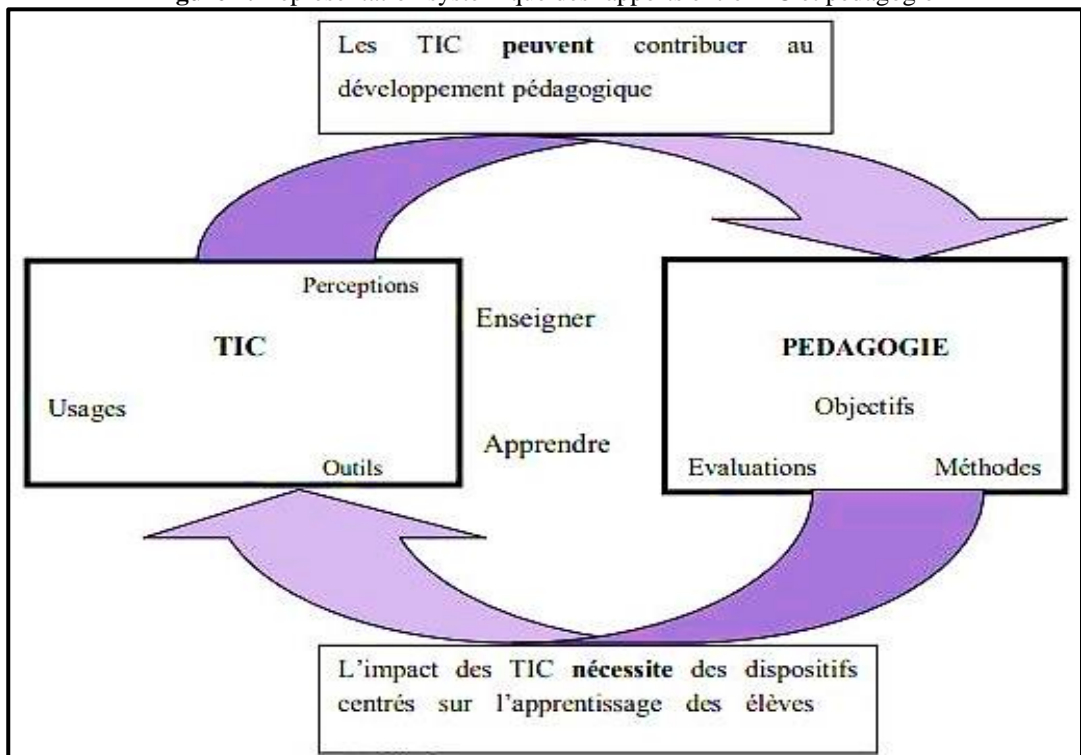 Les TIC peuvent contribuer au
développement pédagogique
Perceptions
TIC
Usages
Outils
Enseigner
Apprendre
PEDAGOGIE
Objectifs
Evaluations Méthodes
L'impact des TIC nécessite des dispositifs
centrés sur l'apprentissage des élèves